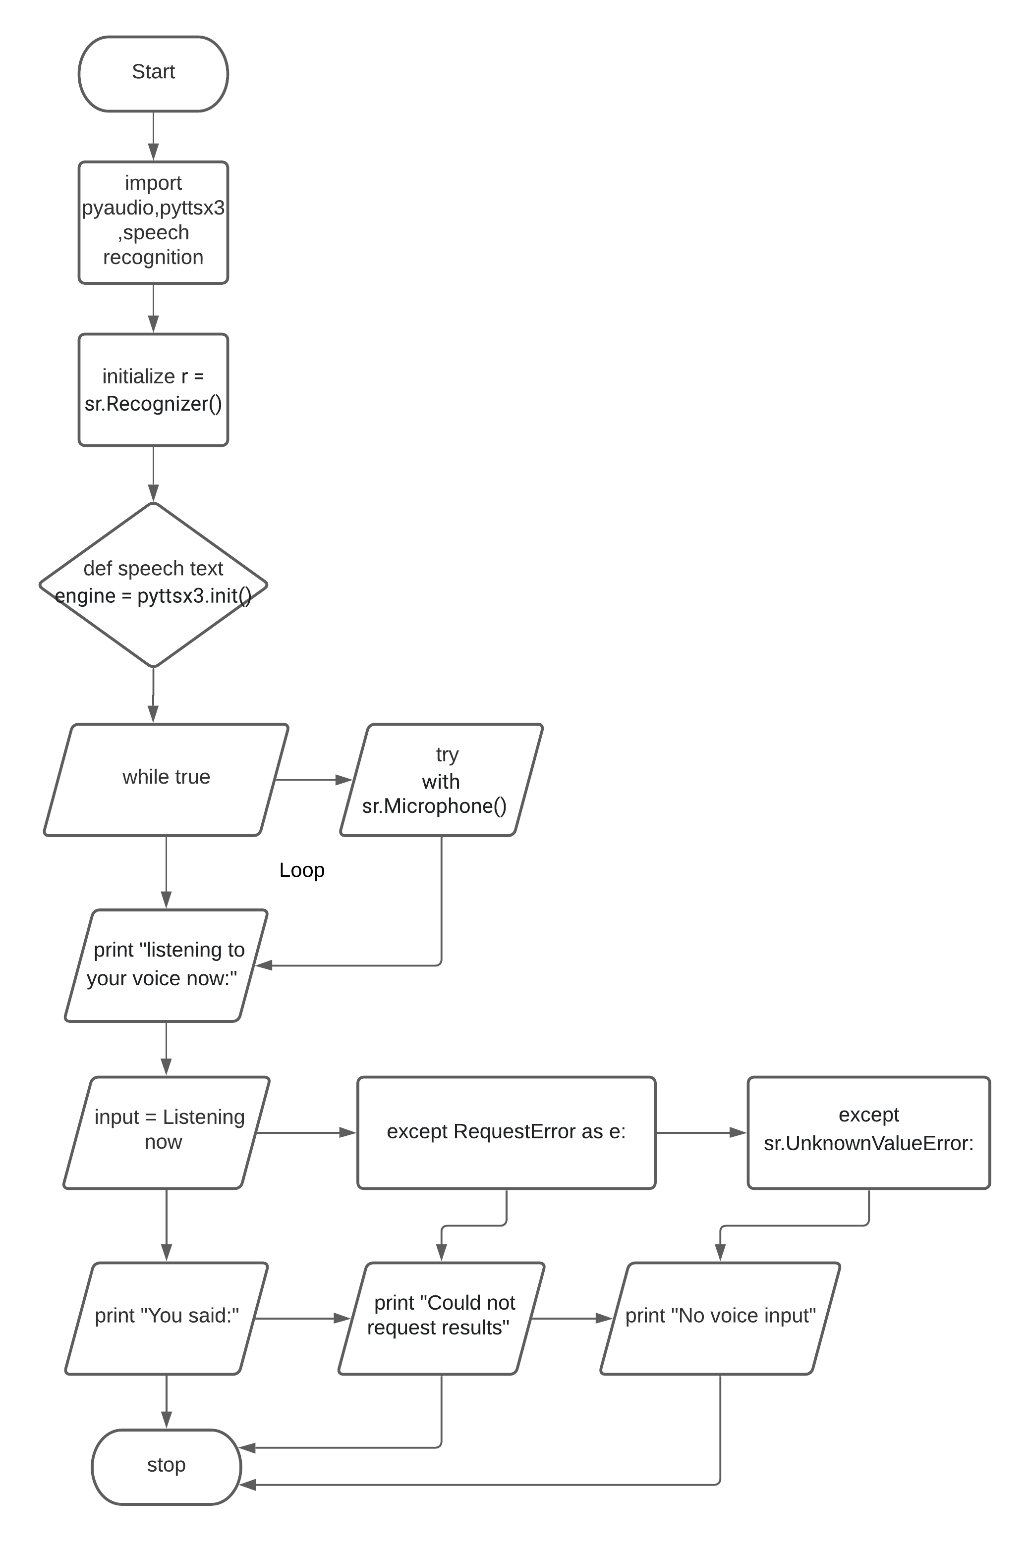 Start
import
pyaudio,pyttsx3
,speech
recognition
initialize r =
sr.Recognizer()
def speech text
engine = pyttsx3.init()
while true
try
with
sr.Microphone()
Loop
print "listening to
your voice now:"
input = Listening
now
except RequestError as e:
except
sr.UnknownValueError:
print "You said:"
print "Could not
request results"
print "No voice input"
stop